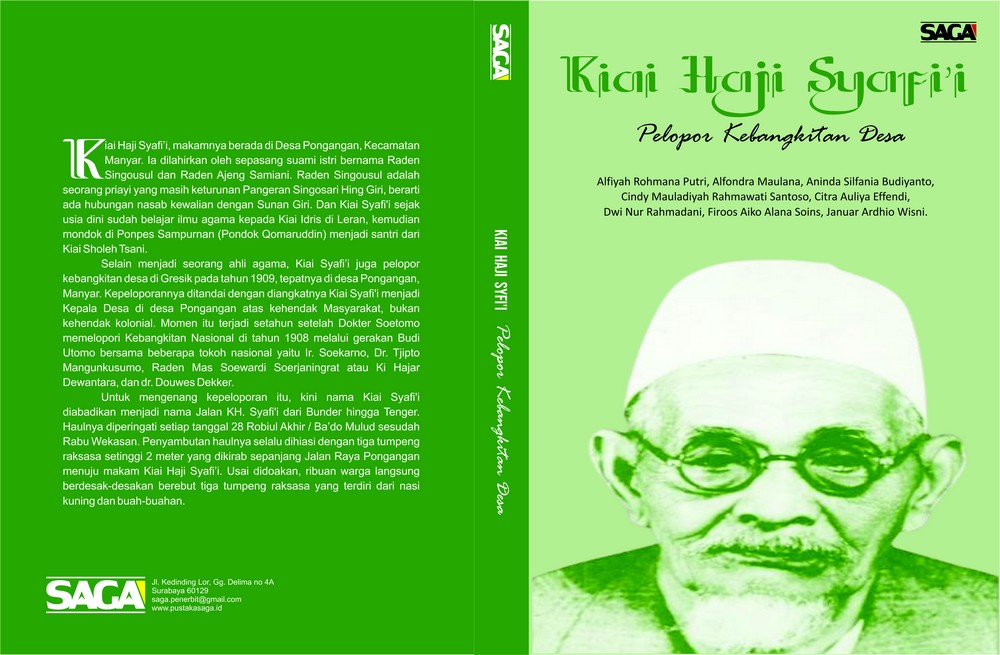 Kiai Haji Syafi'i, makamnya berada di Desa Pongangan, Kecamatan
Manyar. Ia dilahirkan oleh sepasang suami istri bernama Raden
Singousul dan Raden Ajeng Samiani. Raden Singousul adalah
seorang priayi yang masih keturunan Pangeran Singosari Hing Giri, berarti
ada hubungan nasab kewalian dengan Sunan Giri. Dan Kiai Syafi'i sejak
usia dini sudah belajar ilmu agama kepada Kiai Idris di Leran, kemudian
mondok di Ponpes Sampurnan (Pondok Qomaruddin) menjadi santri dari
Kiai Sholeh Tsani.
Selain menjadi seorang ahli agama, Kiai Syafi'i juga pelopor
kebangkitan desa di Gresik pada tahun 1909, tepatnya di desa Pongangan,
Manyar. Kepeloporannya ditandai dengan diangkatnya Kiai Syafi'i menjadi
Kepala Desa di desa Pongangan atas kehendak Masyarakat, bukan
kehendak kolonial. Momen itu terjadi setahun setelah Dokter Soetomo
memelopori Kebangkitan Nasional di tahun 1908 melalui gerakan Budi
Utomo bersama beberapa tokoh nasional yaitu Ir. Soekarno, Dr. Tjipto
Mangunkusumo, Raden Mas Soewardi Soerjaningrat atau Ki Hajar
Dewantara, dan dr. Douwes Dekker.
Untuk mengenang kepeloporan itu, kini nama Kiai Syafi'i
diabadikan menjadi nama Jalan KH. Syafi'i dari Bunder hingga Tenger.
Haulnya diperingati setiap tanggal 28 Robiul Akhir / Ba'do Mulud sesudah
Rabu Wekasan. Penyambutan haulnya selalu dihiasi dengan tiga tumpeng
raksasa setinggi 2 meter yang dikirab sepanjang Jalan Raya Pongangan
menuju makam Kiai Haji Syafi'i. Usai didoakan, ribuan warga langsung
berdesak-desakan berebut tiga tumpeng raksasa yang terdiri dari nasi
kuning dan buah-buahan.
SAGA
Jl. Kedinding Lor, Gg. Delima no 4A
Surabaya 60129
saga.penerbit@gmail.com
www.pustakasaga.id
SAGA
KIAI HAJI SYFI'I Pelopor Kebangkitan Desa
SAGA
Kiai Haji Syafi'i
Pelopor Kebangkitan Desa
Alfiyah Rohmana Putri, Alfondra Maulana, Aninda Silfania Budiyanto,
Cindy Mauladiyah Rahmawati Santoso, Citra Auliya Effendi,
Dwi Nur Rahmadani, Firoos Aiko Alana Soins, Januar Ardhio Wisni.